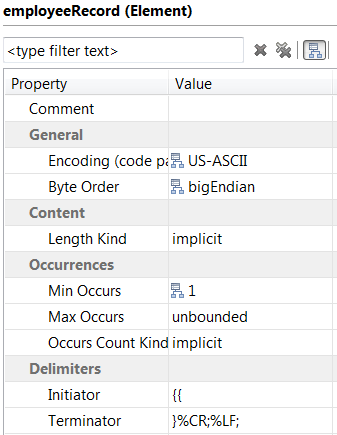 employeeRecord (Element)
<type filter text>
Property Value
Comment
General
Encoding (code pa US-ASCII
Byte Order bigEndian
Content
Length Kind implicit
Occurrences
Min Occurs 1
Max Occurs unbounded
Occurs Count Kind implicit
Delimiters
Initiator {{
Terminator }%CR;%LF;